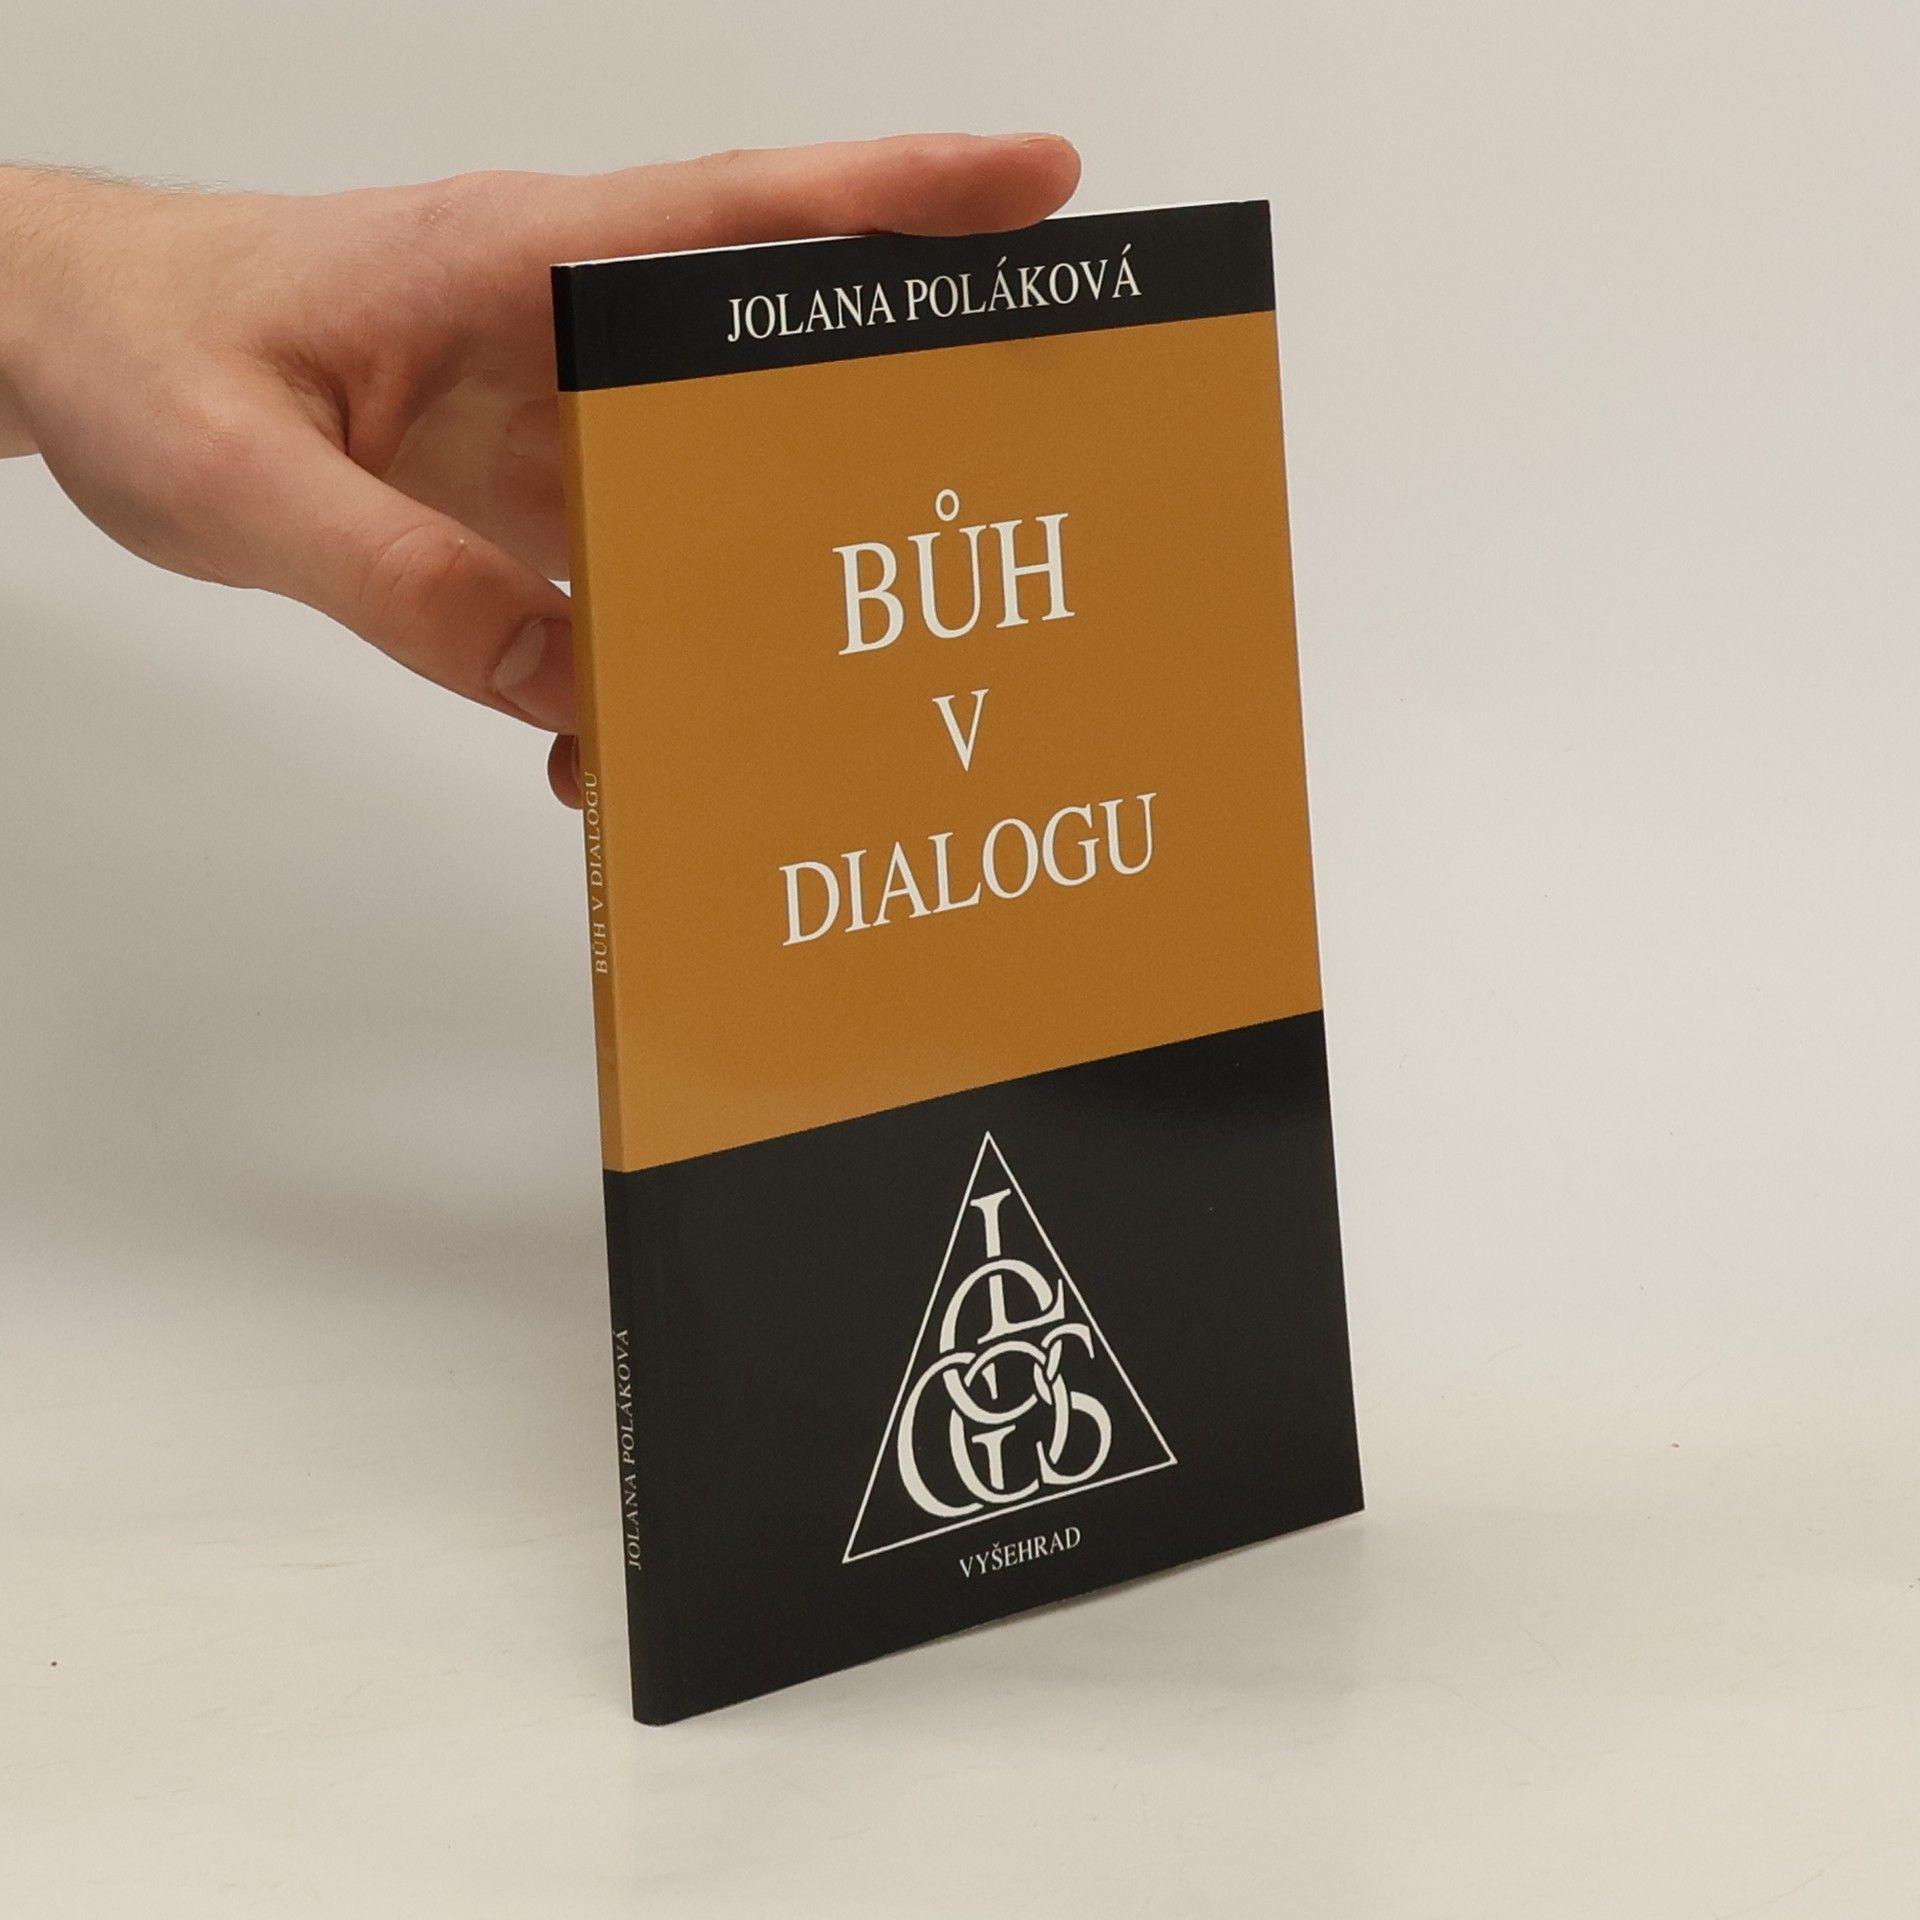 JOLANA POLÁKOVÁ
BŮH
V
DIALOGU
LOGOS
VYŠEHRAD
BŮH V DIALOGU
JOLANA POLÁKOVÁ